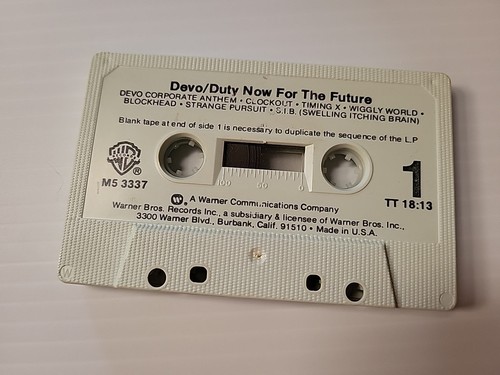 Devo/Duty Now For The Future
DEVO CORPORATE ANTHEM • CLOCKOUT • TIMING X • WIGGLY WORLD •
BLOCKHEAD • STRANGE PURSUIT • S.I.B. (SWELLING ITCHING BRAIN)
Blank tape at end of side 1 is necessary to duplicate the sequence of the L.P
WB
M5 3337
100 50 0
1
TT 18:13
A Warner Communications Company
Warner Bros. Records Inc., a subsidiary & licensee of Warner Bros. Inc.,
3300 Warner Blvd., Burbank, Calif. 91510 • Made in U.S.A.